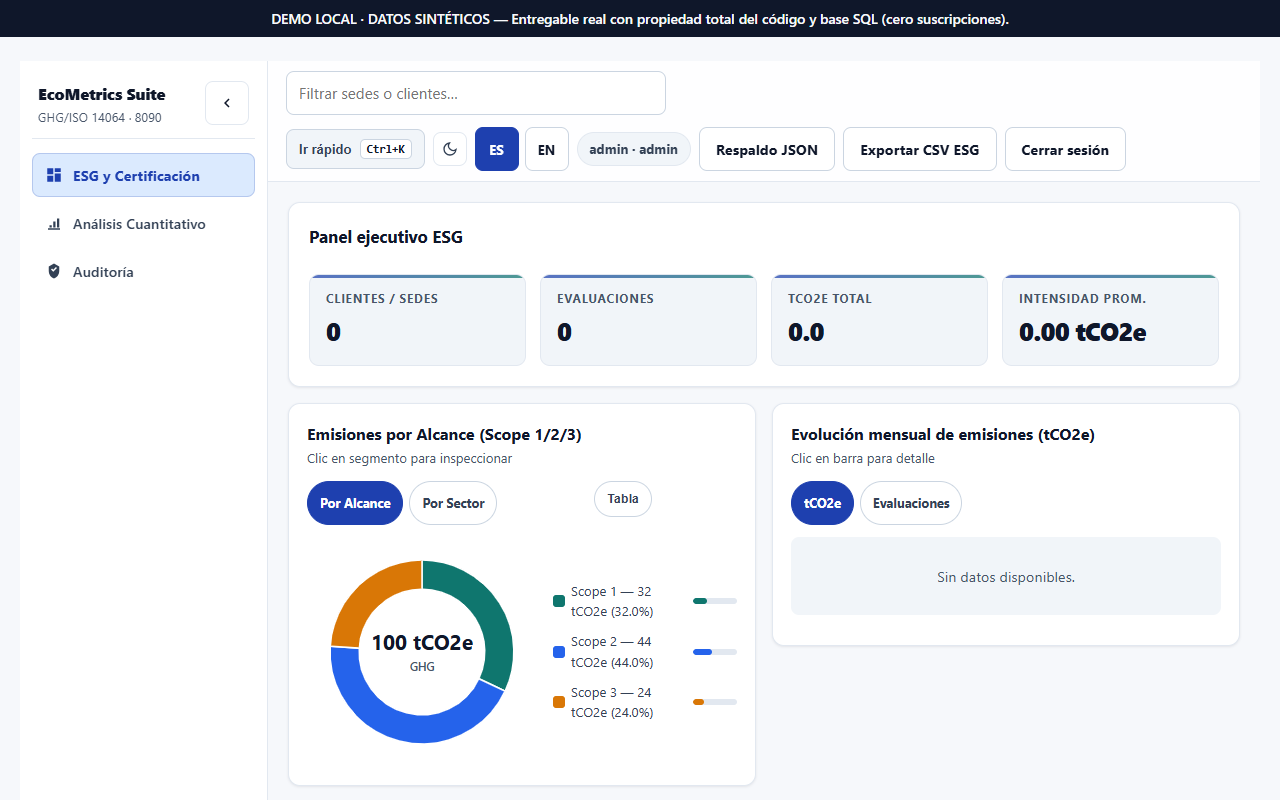 DEMO LOCAL · DATOS SINTÉTICOS — Entregable real con propiedad total del código y base SQL (cero suscripciones).
EcoMetrics Suite
GHG/ISO 14064 · 8090
ESG y Certificación
Análisis Cuantitativo
Auditoría
Filtrar sedes o clientes...
Ir rápido Ctrl+K
ES
EN
admin · admin
Respaldo JSON
Exportar CSV ESG
Cerrar sesión
Panel ejecutivo ESG
CLIENTES / SEDES
0
EVALUACIONES
0
TCO2E TOTAL
0.0
INTENSIDAD PROM.
0.00 tCO2e
Emisiones por Alcance (Scope 1/2/3)
Clic en segmento para inspeccionar
Por Alcance
Por Sector
Tabla
100 tCO2e
GHG
Scope 1 — 32
tCO2e (32.0%)
Scope 2 — 44
tCO2e (44.0%)
Scope 3 — 24
tCO2e (24.0%)
Evolución mensual de emisiones (tCO2e)
Clic en barra para detalle
tCO2e
Evaluaciones
Sin datos disponibles.